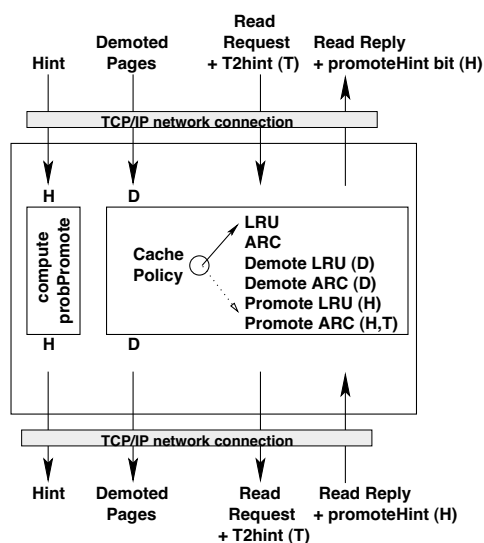 Hint
Demoted
Pages
Read
Request
+ T2hint (T)
Read Reply
+ promoteHint bit (H)
TCP/IP network connection
H
D
compute
probPromote
Cache
Policy
LRU
ARC
Demote LRU (D)
Demote ARC (D)
Promote LRU (H)
Promote ARC (H,T)
H
D
TCP/IP network connection
Hint
Demoted
Pages
Read
Request
+ T2hint (T)
Read Reply
+ promoteHint (H)